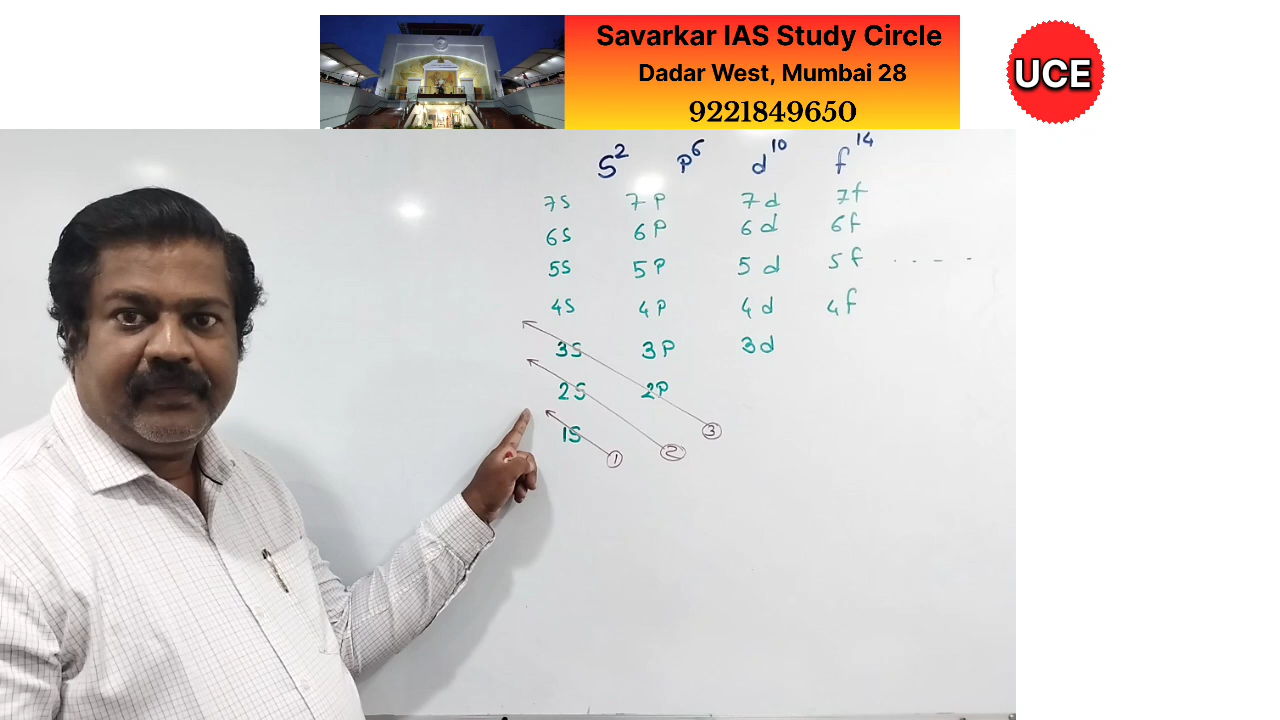 Savarkar IAS Study Circle
Dadar West, Mumbai 28
9221849650
UCE
S² P⁶ d¹⁰ f¹⁴
7S 7P 7d 7f
6S 6P 6d 6f
5S 5P 5d 5f - - - -
4S 4P 4d 4f
3S 3P 3d
2S 2P
1S
1 2 3